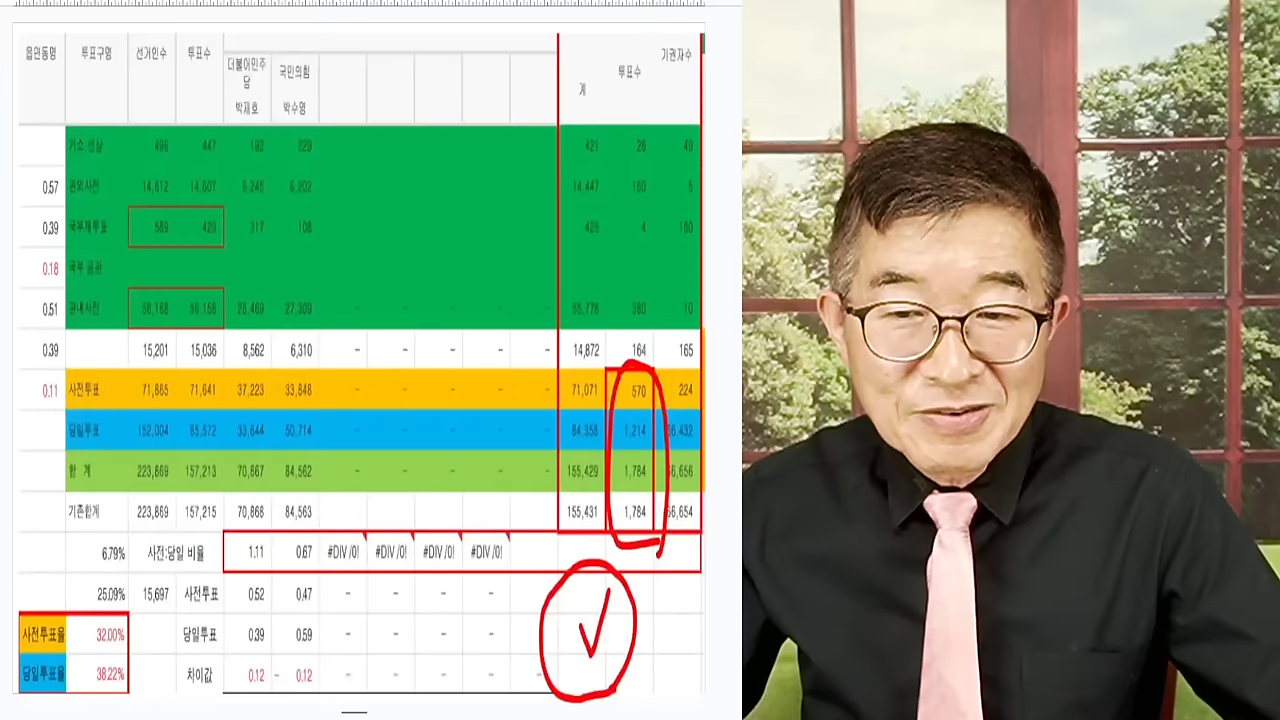 읍면동명 투표구명 선거인수 투표수 더불어민주당 박재호 국민의힘 박수영 계 투표수 기권자수
거소.선상 496 447 192 229 421 26 49
0.57 관외사전 14,612 14,607 8,245 6,202 14,447 160 5
0.39 국외재투표 589 429 317 108 425 4 160
0.18 국외 공관
0.51 관내사전 56,168 56,158 28,469 27,309 - - - - - 55,778 380 10
0.39 15,201 15,036 8,562 6,310 - - - - - 14,872 164 165
0.11 사전투표 71,865 71,641 37,223 33,848 - - - - - 71,071 570 224
당일투표 152,004 85,572 33,644 50,714 - - - - - 84,358 1,214 66,432
합 계 223,869 157,213 70,867 84,562 - - - - - 155,429 1,784 66,656
기존합계 223,869 157,215 70,868 84,563 155,431 1,784 66,654
6.79% 사전:당일 비율 1.11 0.67 #DIV /0! #DIV /0! #DIV /0! #DIV /0!
25.09% 15,697 사전투표 0.52 0.47 - - - - -
사전투표율 32.00% 당일투표 0.39 0.59 - - - - -
당일투표율 38.22% 차이값 0.12 - 0.12 - - - - -